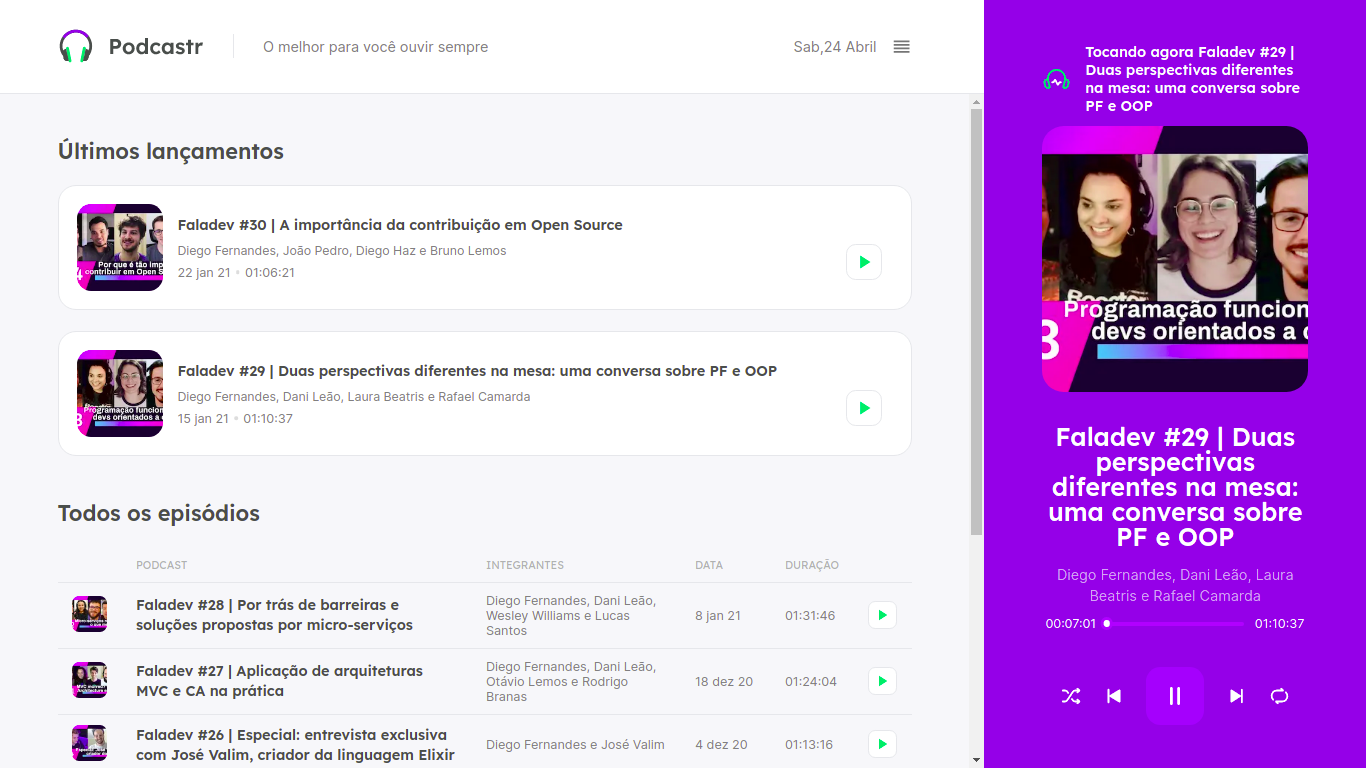 Podcastr
O melhor para você ouvir sempre
Sab,24 Abril
Últimos lançamentos
Por que é tão imp
contribuir em Open S
Faladev #30 | A importância da contribuição em Open Source
Diego Fernandes, João Pedro, Diego Haz e Bruno Lemos
22 jan 21 • 01:06:21
Programação funcion
devs orientados a
Faladev #29 | Duas perspectivas diferentes na mesa: uma conversa sobre PF e OOP
Diego Fernandes, Dani Leão, Laura Beatris e Rafael Camarda
15 jan 21 • 01:10:37
Todos os episódios
PODCAST INTEGRANTES DATA DURAÇÃO
Faladev #28 | Por trás de barreiras e
soluções propostas por micro-serviços
Diego Fernandes, Dani Leão,
Wesley Williams e Lucas
Santos
8 jan 21
01:31:46
Faladev #27 | Aplicação de arquiteturas
MVC e CA na prática
Diego Fernandes, Dani Leão,
Otávio Lemos e Rodrigo
Branas
18 dez 20
01:24:04
Faladev #26 | Especial: entrevista exclusiva
com José Valim, criador da linguagem Elixir
Diego Fernandes e José Valim
4 dez 20
01:13:16
Tocando agora Faladev #29 |
Duas perspectivas diferentes
na mesa: uma conversa sobre
PF e OOP
Programação funcion
3 devs orientados a
Faladev #29 | Duas
perspectivas
diferentes na mesa:
uma conversa sobre
PF e OOP
Diego Fernandes, Dani Leão, Laura
Beatris e Rafael Camarda
00:07:01
01:10:37